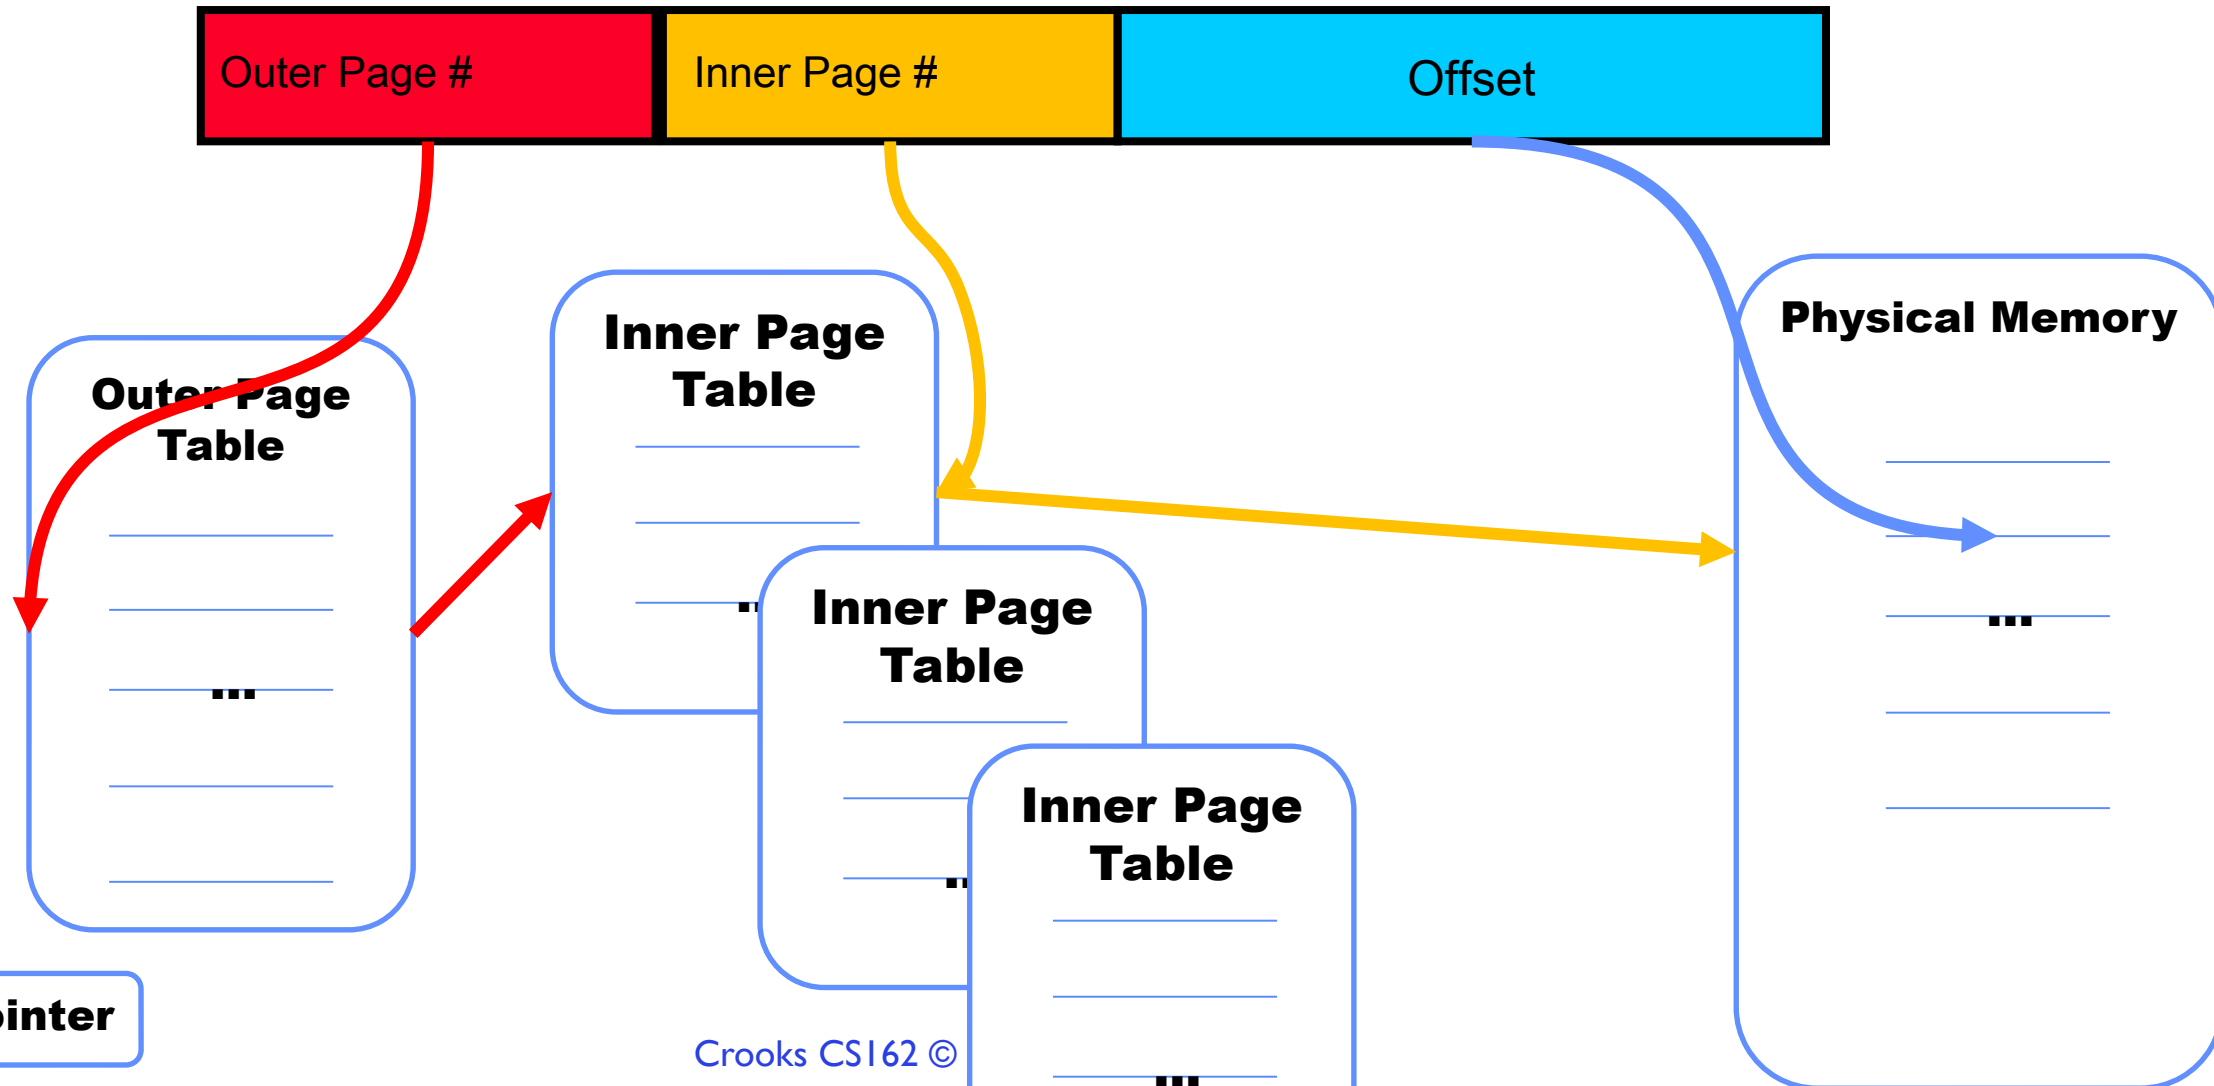 Outer Page #
Inner Page #
Offset
Outer Page
Table
...
Inner Page
Table
Inner Page
Table
Inner Page
Table
...
Physical Memory
...
Crooks CS162 ©